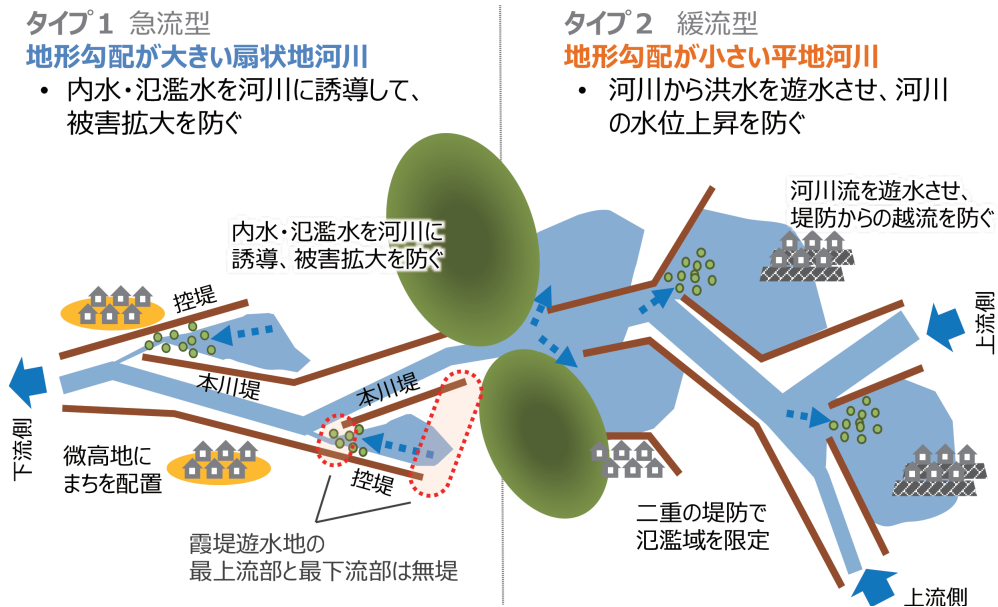 タイプ1 急流型
地形勾配が大きい扇状地河川
• 内水・氾濫水を河川に誘導して、
被害拡大を防ぐ
タイプ2 緩流型
地形勾配が小さい平地河川
• 河川から洪水を遊水させ、河川
の水位上昇を防ぐ
内水・氾濫水を河川に
誘導、被害拡大を防ぐ
河川流を遊水させ、
堤防からの越流を防ぐ
控堤
上流側
本川堤
本川堤
下流側
微高地に
まちを配置
控堤
二重の堤防で
氾濫域を限定
霞堤遊水地の
最上流部と最下流部は無堤
上流側